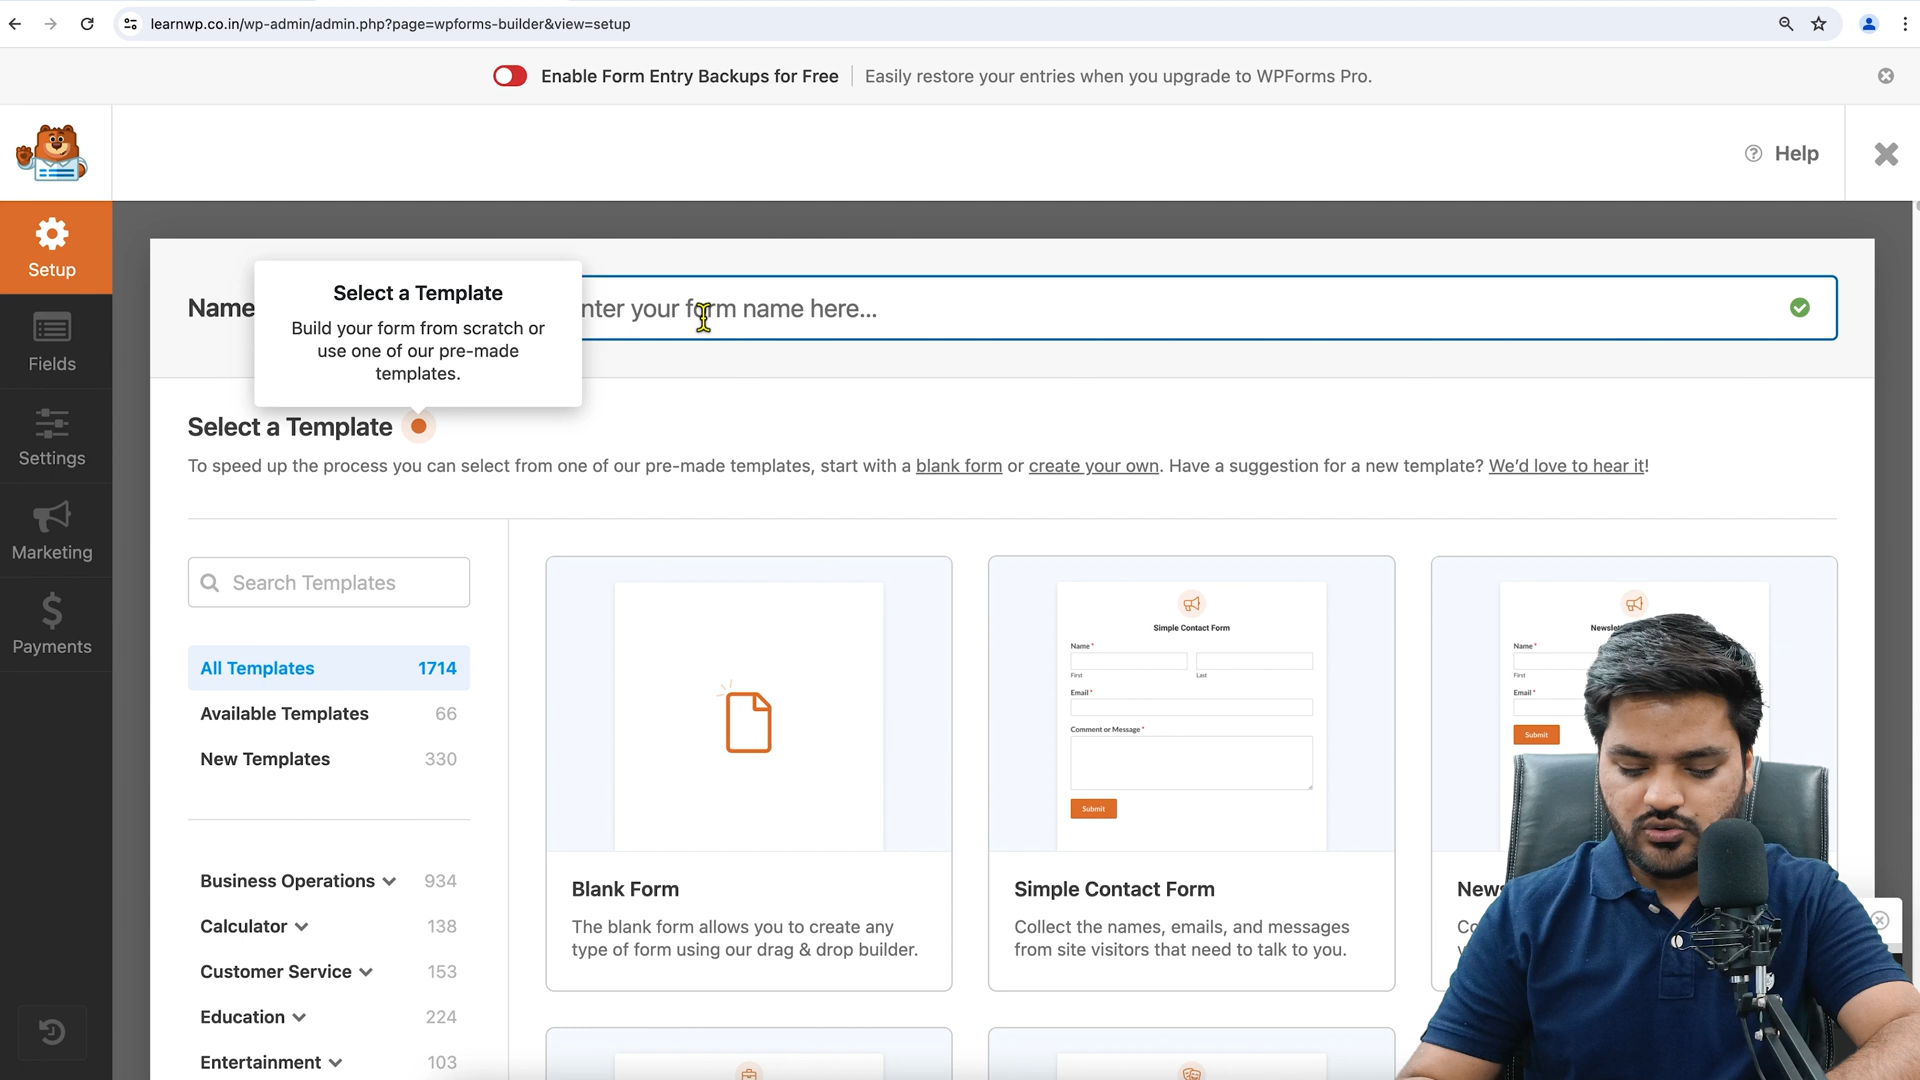 learnwp.co.in/wp-admin/admin.php?page=wpforms-builder&view=setup
Enable Form Entry Backups for Free
Easily restore your entries when you upgrade to WPForms Pro.
Help
Setup
Fields
Settings
Marketing
Payments
Name
nter your form name here...
Select a Template
Build your form from scratch or
use one of our pre-made
templates.
Select a Template
To speed up the process you can select from one of our pre-made templates, start with a blank form or create your own. Have a suggestion for a new template? We'd love to hear it!
Search Templates
All Templates 1714
Available Templates 66
New Templates 330
Business Operations 934
Calculator 138
Customer Service 153
Education 224
Entertainment 103
Blank Form
The blank form allows you to create any
type of form using our drag & drop builder.
Simple Contact Form
Name *
First Last
Email *
Comment or Message *
Submit
Simple Contact Form
Collect the names, emails, and messages
from site visitors that need to talk to you.
Name *
First
Email *
Submit